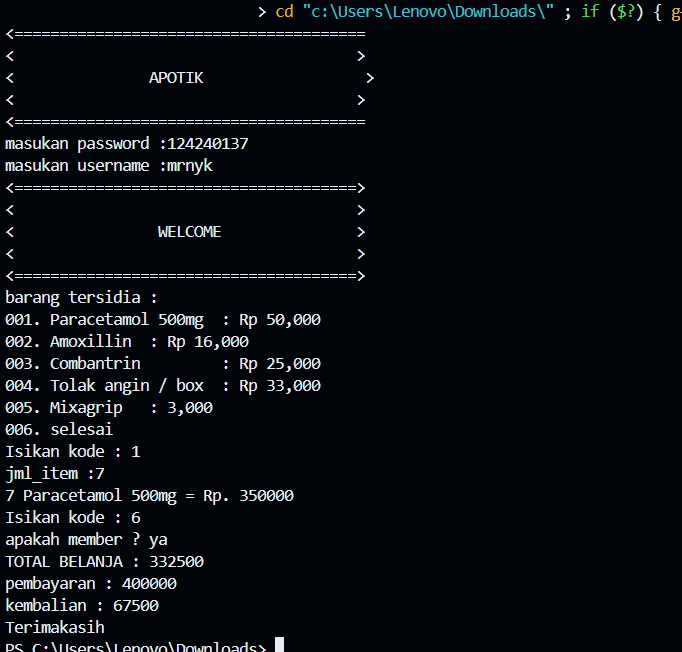 > cd "c:\Users\Lenovo\Downloads\" ; if ($?) { g
<=======================================
<                                      >
<               APOTIK                  >
<                                      >
<=======================================
masukan password :124240137
masukan username :mrnyk
<======================================>
<                                      >
<                WELCOME               >
<                                      >
<======================================>
barang tersidia :
001. Paracetamol 500mg  : Rp 50,000
002. Amoxillin  : Rp 16,000
003. Combantrin         : Rp 25,000
004. Tolak angin / box  : Rp 33,000
005. Mixagrip   : 3,000
006. selesai
Isikan kode : 1
jml_item :7
7 Paracetamol 500mg = Rp. 350000
Isikan kode : 6
apakah member ? ya
TOTAL BELANJA : 332500
pembayaran : 400000
kembalian : 67500
Terimakasih
PS C:\Users\Lenovo\Downloads>